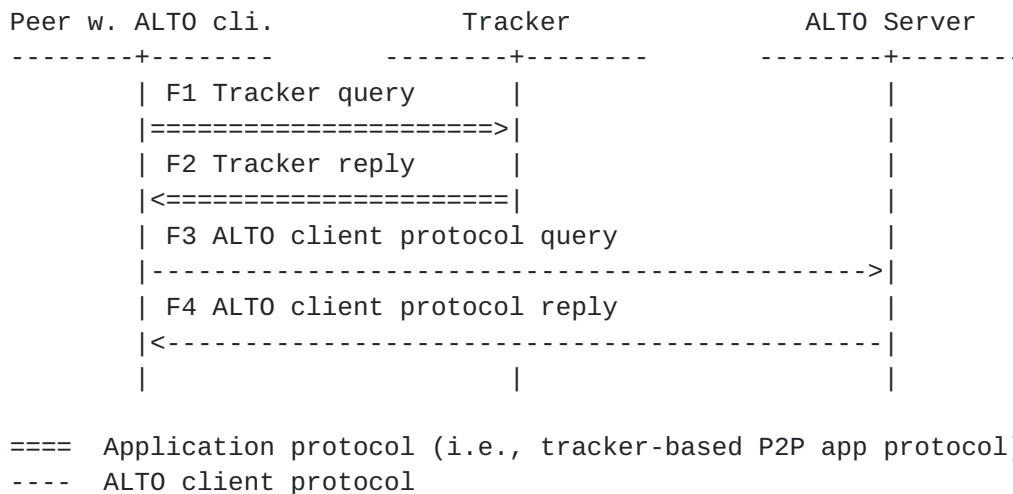 Peer w. ALTO cli.            Tracker               ALTO Server
--------+--------       --------+--------       --------+--------
        | F1 Tracker query      |                       |
        |======================>|                       |
        | F2 Tracker reply      |                       |
        |<======================|                       |
        | F3 ALTO client protocol query                 |
        |---------------------------------------------->|
        | F4 ALTO client protocol reply                 |
        |<----------------------------------------------|
        |                       |                       |
====  Application protocol (i.e., tracker-based P2P app protocol)
----  ALTO client protocol